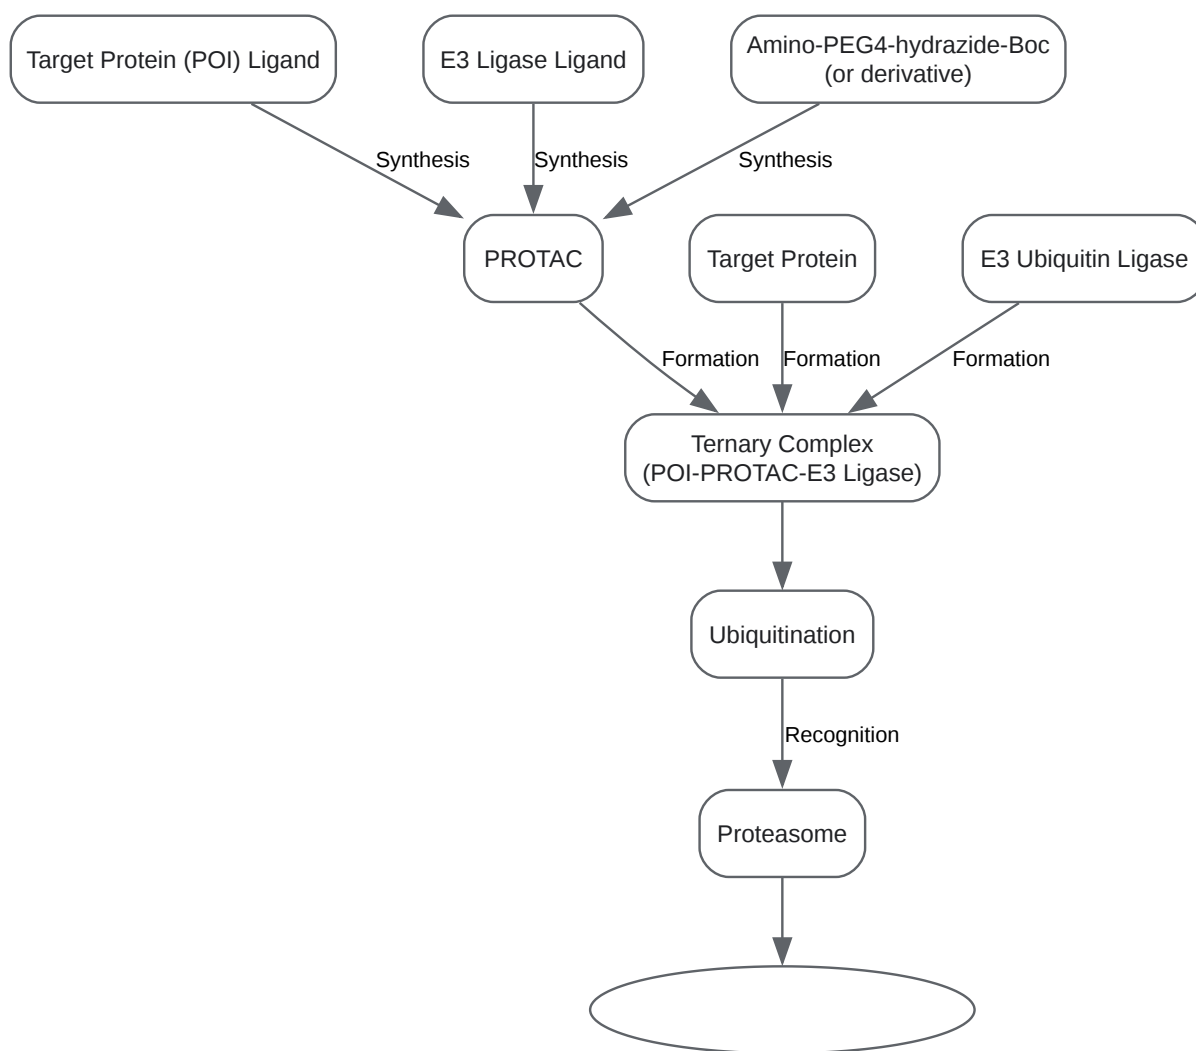 Target Protein (POI) Ligand
E3 Ligase Ligand
Amino-PEG4-hydrazide-Boc
(or derivative)
Synthesis
Synthesis
Synthesis
PROTAC
Target Protein
E3 Ubiquitin Ligase
Formation
Formation
Formation
Ternary Complex
(POI-PROTAC-E3 Ligase)
Ubiquitination
Recognition
Proteasome